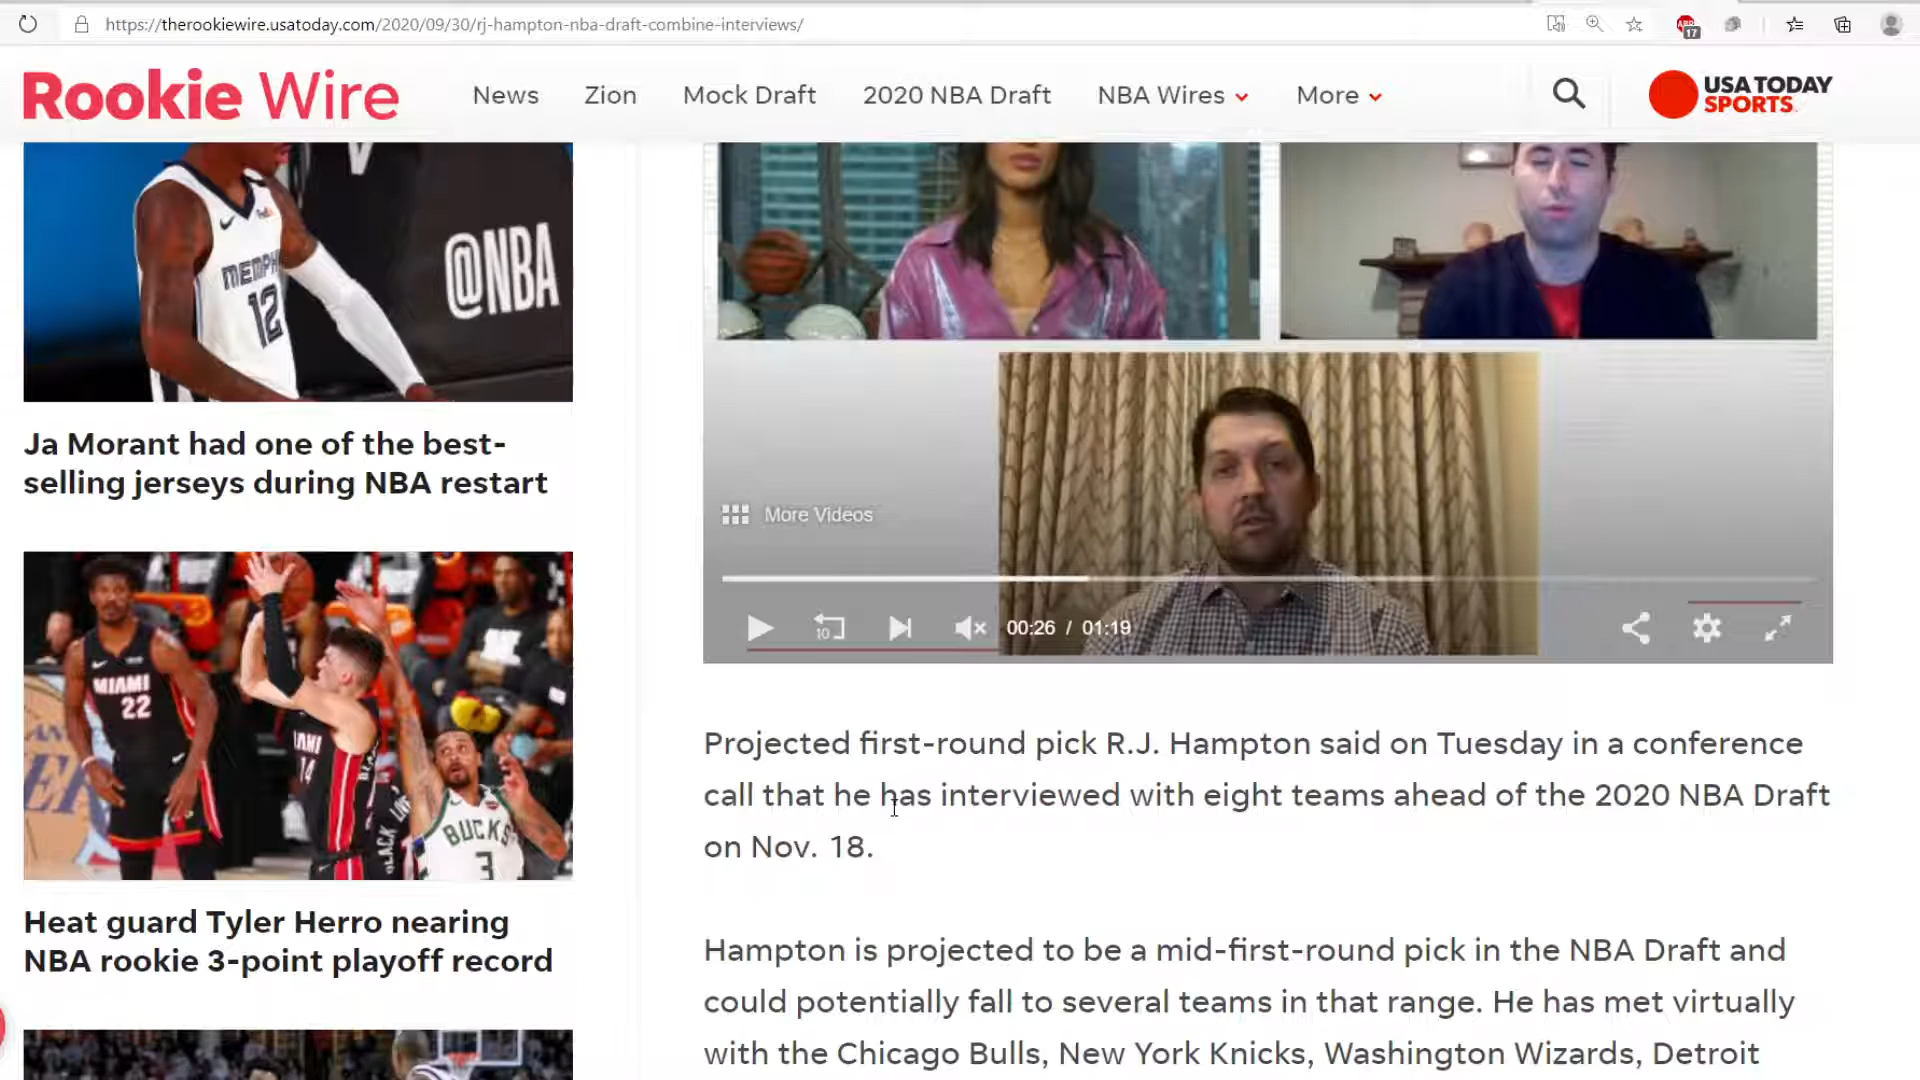 https://therookiewire.usatoday.com/2020/09/30/rj-hampton-nba-draft-combine-interviews/
ABP
17
Rookie Wire
News
Zion
Mock Draft
2020 NBA Draft
NBA Wires
More
USA TODAY
SPORTS
FedEx
MEMPH
12
@NBA
Ja Morant had one of the best-
selling jerseys during NBA restart
MIAMI
22
14
BLACK LIV
BUCKS
3
Heat guard Tyler Herro nearing
NBA rookie 3-point playoff record
More Videos
10
00:26 / 01:19
Projected first-round pick R.J. Hampton said on Tuesday in a conference
call that he has interviewed with eight teams ahead of the 2020 NBA Draft
on Nov. 18.
Hampton is projected to be a mid-first-round pick in the NBA Draft and
could potentially fall to several teams in that range. He has met virtually
with the Chicago Bulls, New York Knicks, Washington Wizards, Detroit